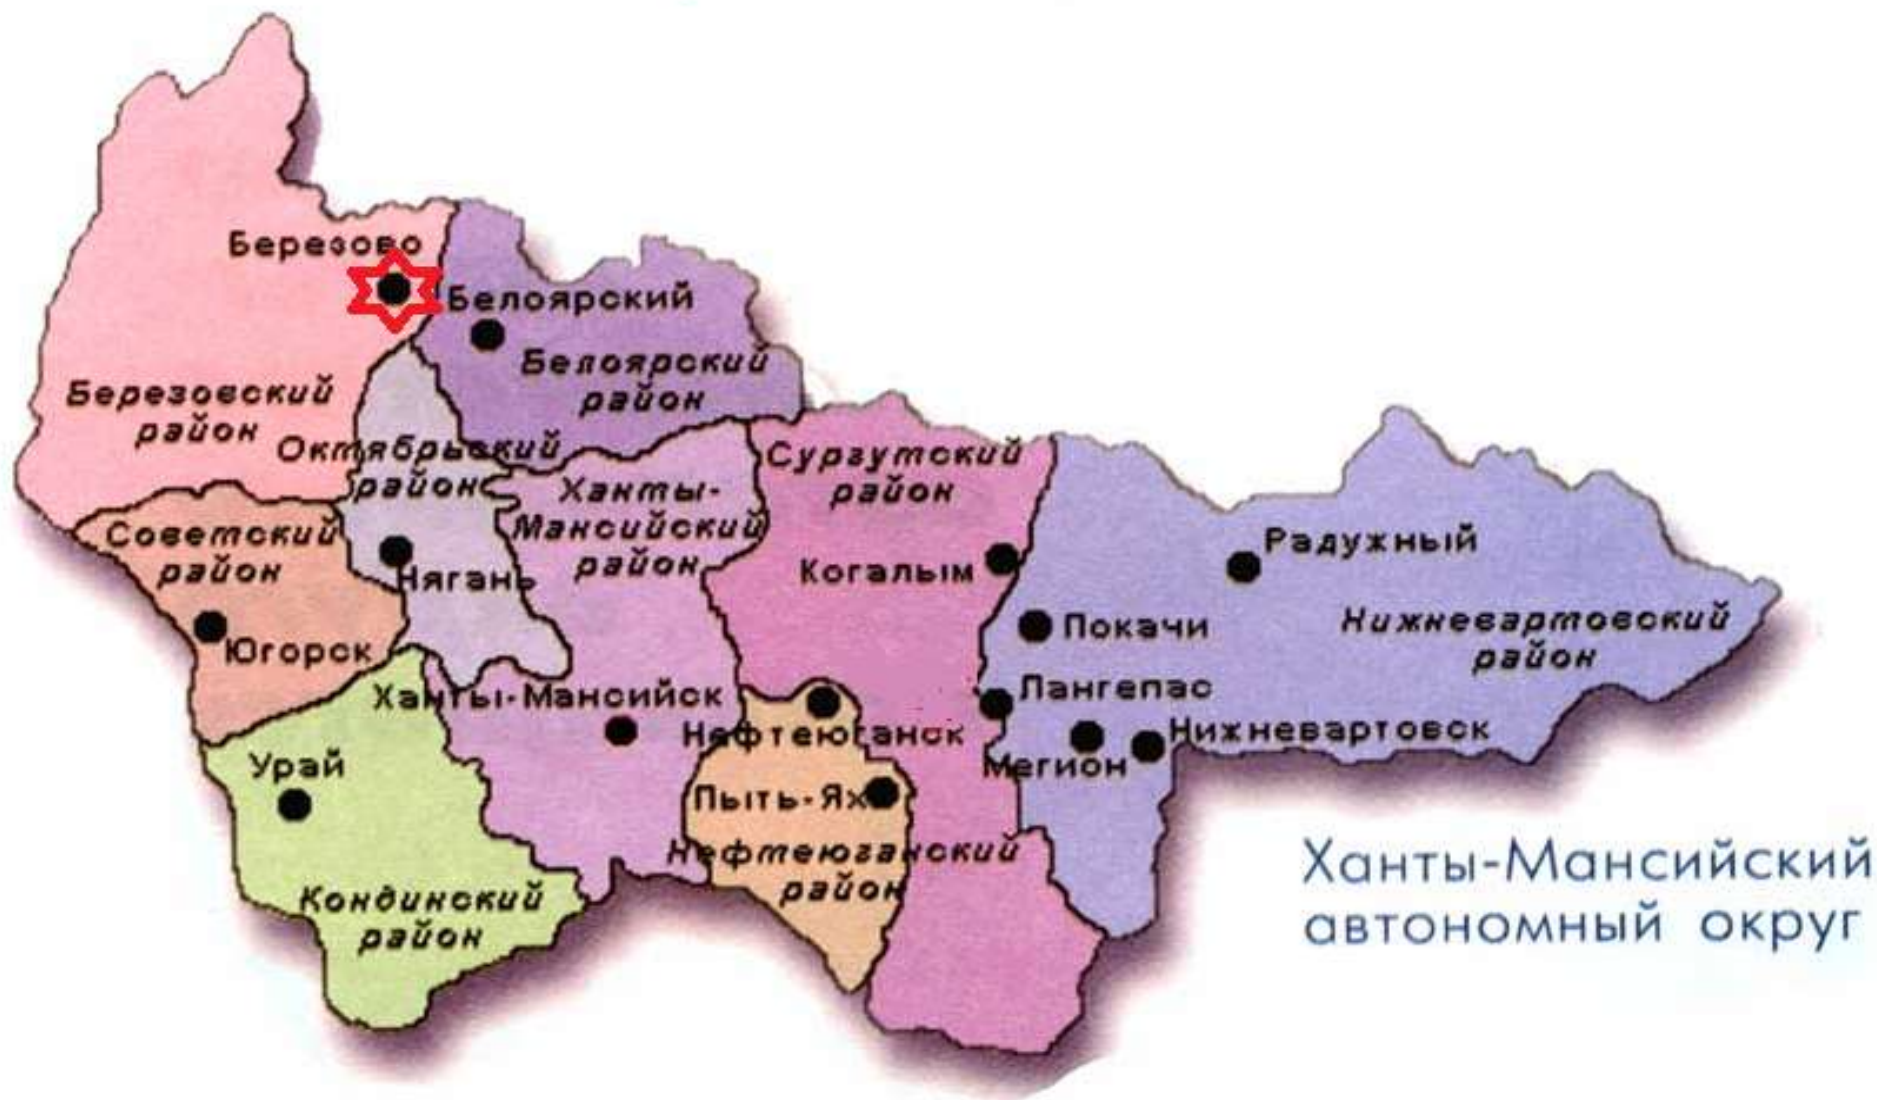 Березово
Белоярский
Белоярский
район
Березовский
район
Октябрьский
район
Сургутский
район
Ханты-
Мансийский
район
Советский
район
Нягань
Когалым
Радужный
Нижневартовский
район
Покачи
Югорск
Ханты-Мансийск
Лангепас
Нефтеюганск
Нижневартовск
Мегион
Урай
Пыть-Ях
Нефтеюганский
район
Кондинский
район
Ханты-Мансийский
автономный округ